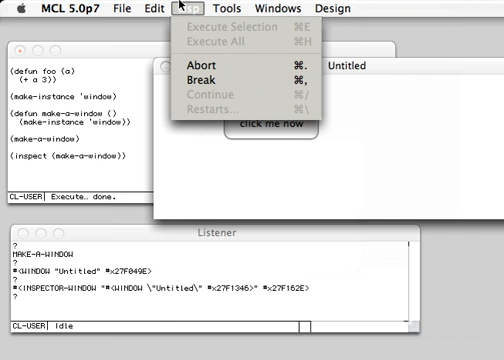 MCL 5.0p7 File Edit Lisp Tools Windows Design
Execute Selection ⌘E
Execute All ⌘H
Abort ⌘.
Break ⌘,
Continue ⌘/
Restarts... ⌘\
Untitled
click me now
(defun foo (a)
(+ a 3))
(make-instance 'window)
(defun make-a-window ()
(make-instance 'window))
(make-a-window)
(inspect (make-a-window))
CL-USER| Execute… done.
Listener
?
MAKE-A-WINDOW
?
#<WINDOW "Untitled" #x27F049E>
?
#<INSPECTOR-WINDOW "#<WINDOW \"Untitled\" #x27F1346>" #x27F162E>
?
CL-USER| Idle